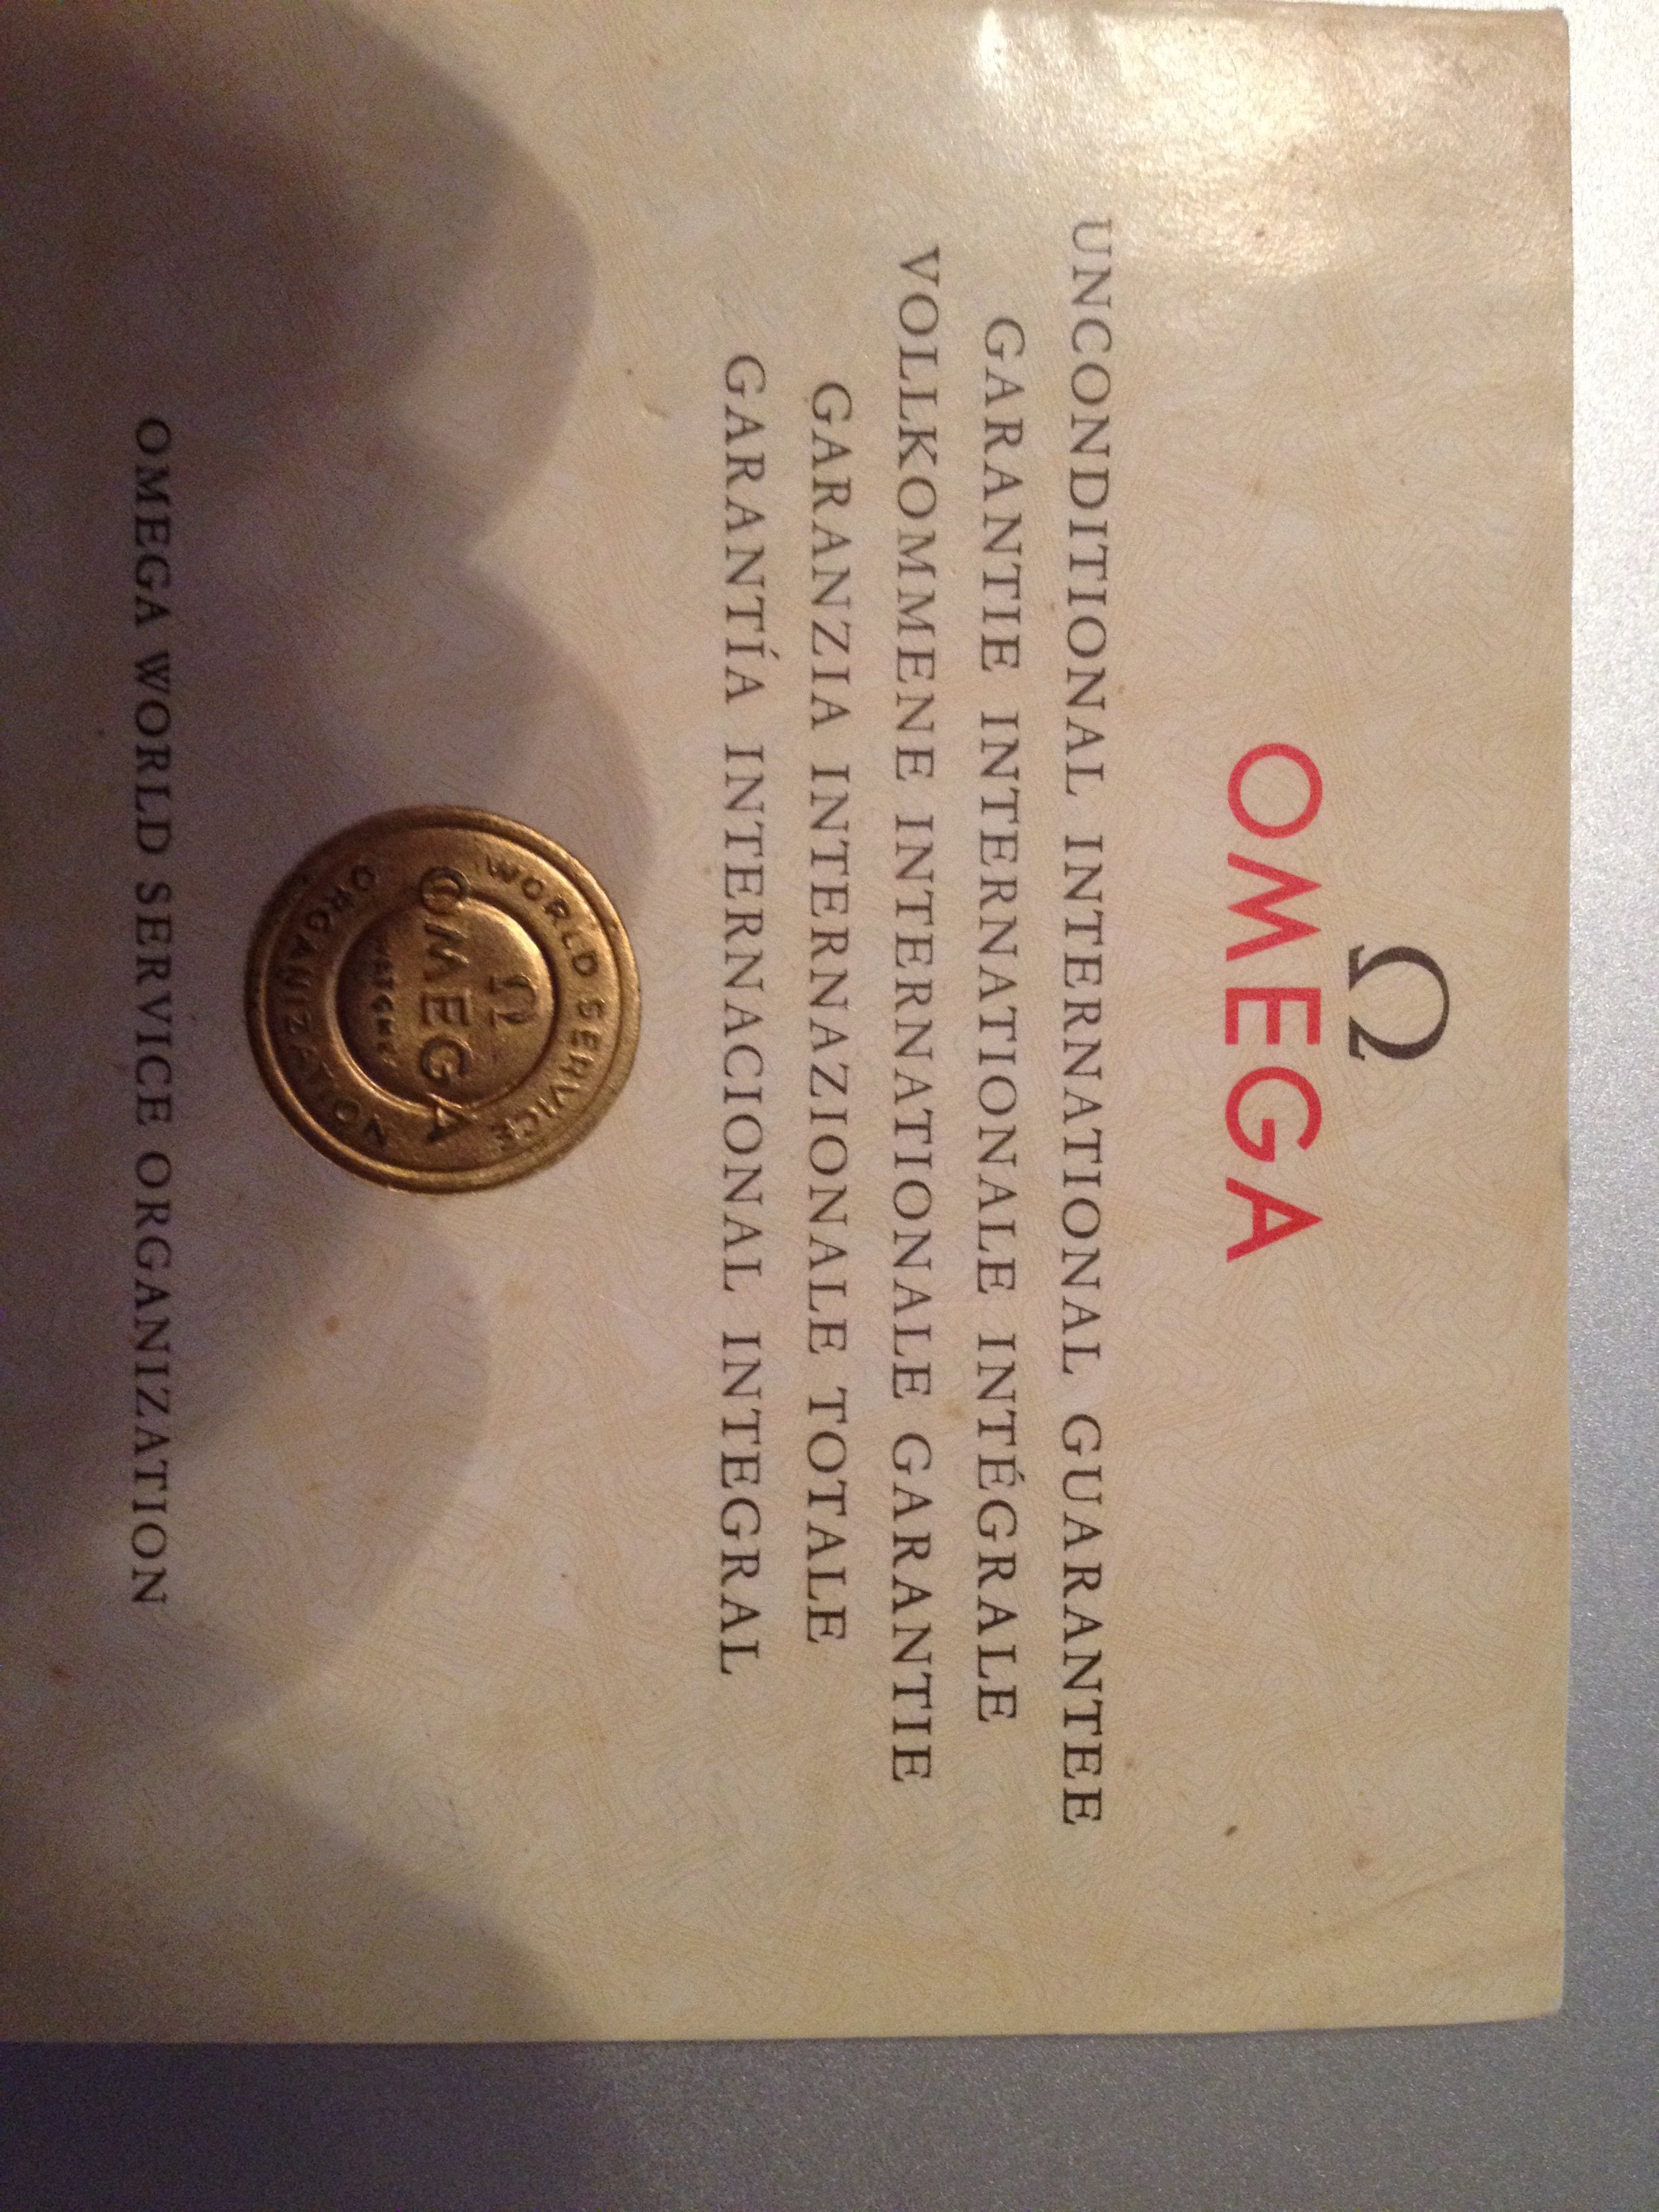 Ω
OMEGA
UNCONDITIONAL INTERNATIONAL GUARANTEE
GARANTIE INTERNATIONALE INTÉGRALE
VOLLKOMMENE INTERNATIONALE GARANTIE
GARANZIA INTERNAZIONALE TOTALE
GARANTÍA INTERNACIONAL INTEGRAL
WORLD SERVICE
Ω
OMEGA
WATCHES
ORGANIZATION
OMEGA WORLD SERVICE ORGANIZATION